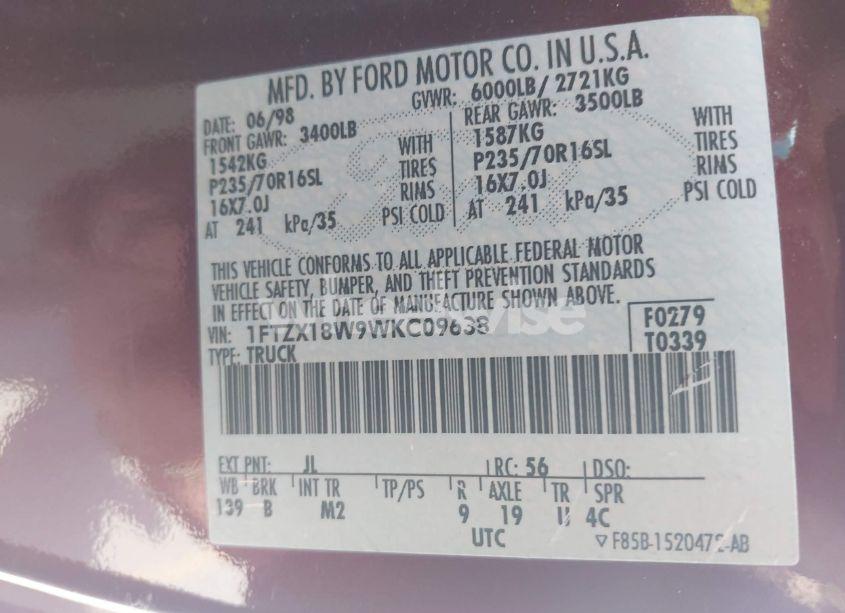 MFD. BY FORD MOTOR CO. IN U.S.A.
DATE: 06/98 GVWR: 6000LB/ 2721KG
FRONT GAWR: 3400LB REAR GAWR: 3500LB
1542KG WITH 1587KG WITH
P235/70R16SL TIRES P235/70R16SL TIRES
16X7.0J RIMS 16X7.0J RIMS
AT 241 kPa/35 PSI COLD AT 241 kPa/35 PSI COLD
THIS VEHICLE CONFORMS TO ALL APPLICABLE FEDERAL MOTOR
VEHICLE SAFETY, BUMPER, AND THEFT PREVENTION STANDARDS
IN EFFECT ON THE DATE OF MANUFACTURE SHOWN ABOVE.
VIN: 1FTZX18W9WKC09638 F0279
TYPE: TRUCK T0339
EXT PNT: JL RC: 56 DSO:
WB BRK INT TR TP/PS R AXLE TR SPR
139 B M2 9 19 4C
UTC F85B-1520472-AB